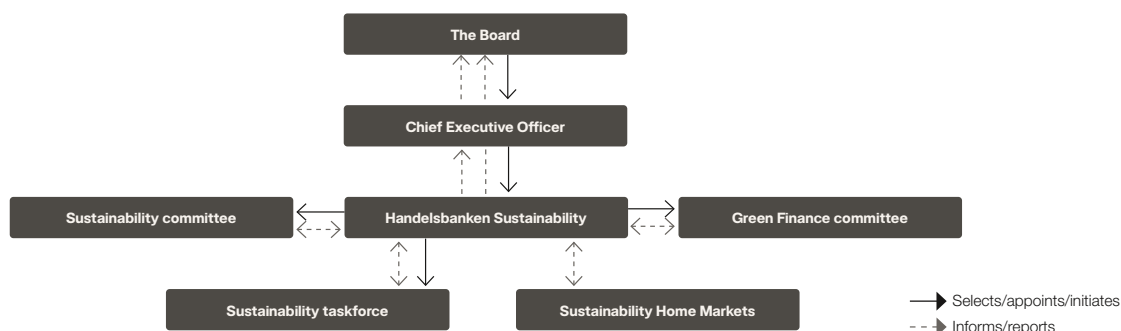 The Board
Chief Executive Officer
Sustainability committee
Handelsbanken Sustainability
Green Finance committee
Sustainability taskforce
Sustainability Home Markets
Selects/appoints/initiates
Informs/reports